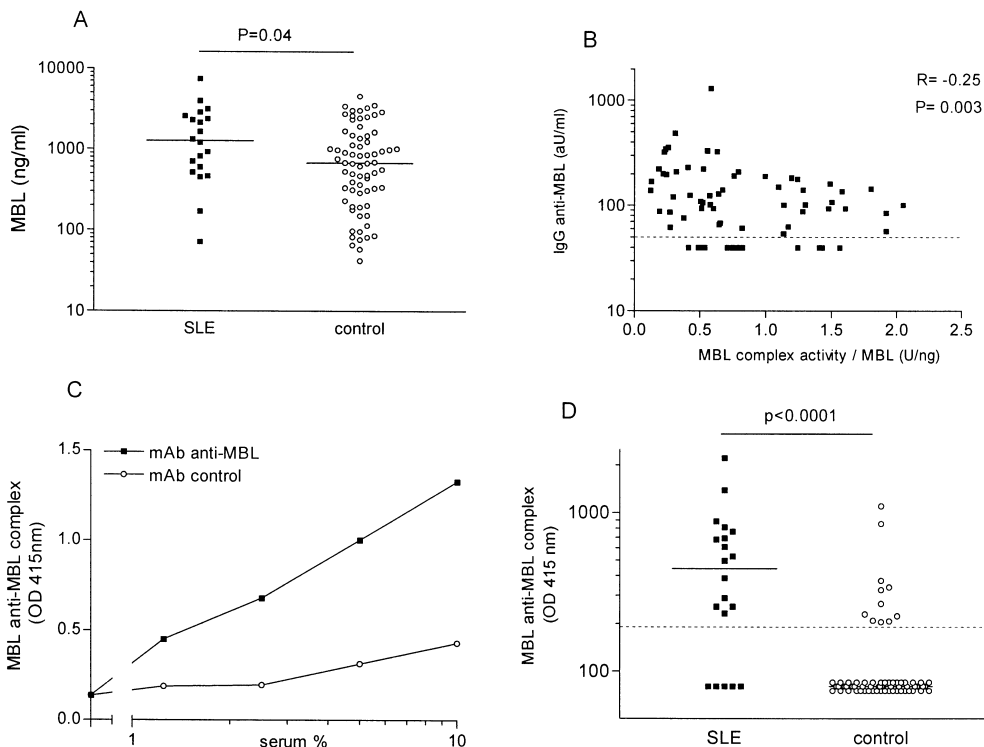 A
P=0.04
MBL (ng/ml)
10000
1000
100
10
SLE
control
B
R= -0.25
P= 0.003
IgG anti-MBL (aU/ml)
1000
100
10
0.0
0.5
1.0
1.5
2.0
2.5
MBL complex activity / MBL (U/ng)
C
mAb anti-MBL
mAb control
MBL anti-MBL complex
(OD 415nm)
1.5
1.0
0.5
0.0
1
10
serum %
D
p<0.0001
MBL anti-MBL complex
(OD 415 nm)
1000
100
SLE
control